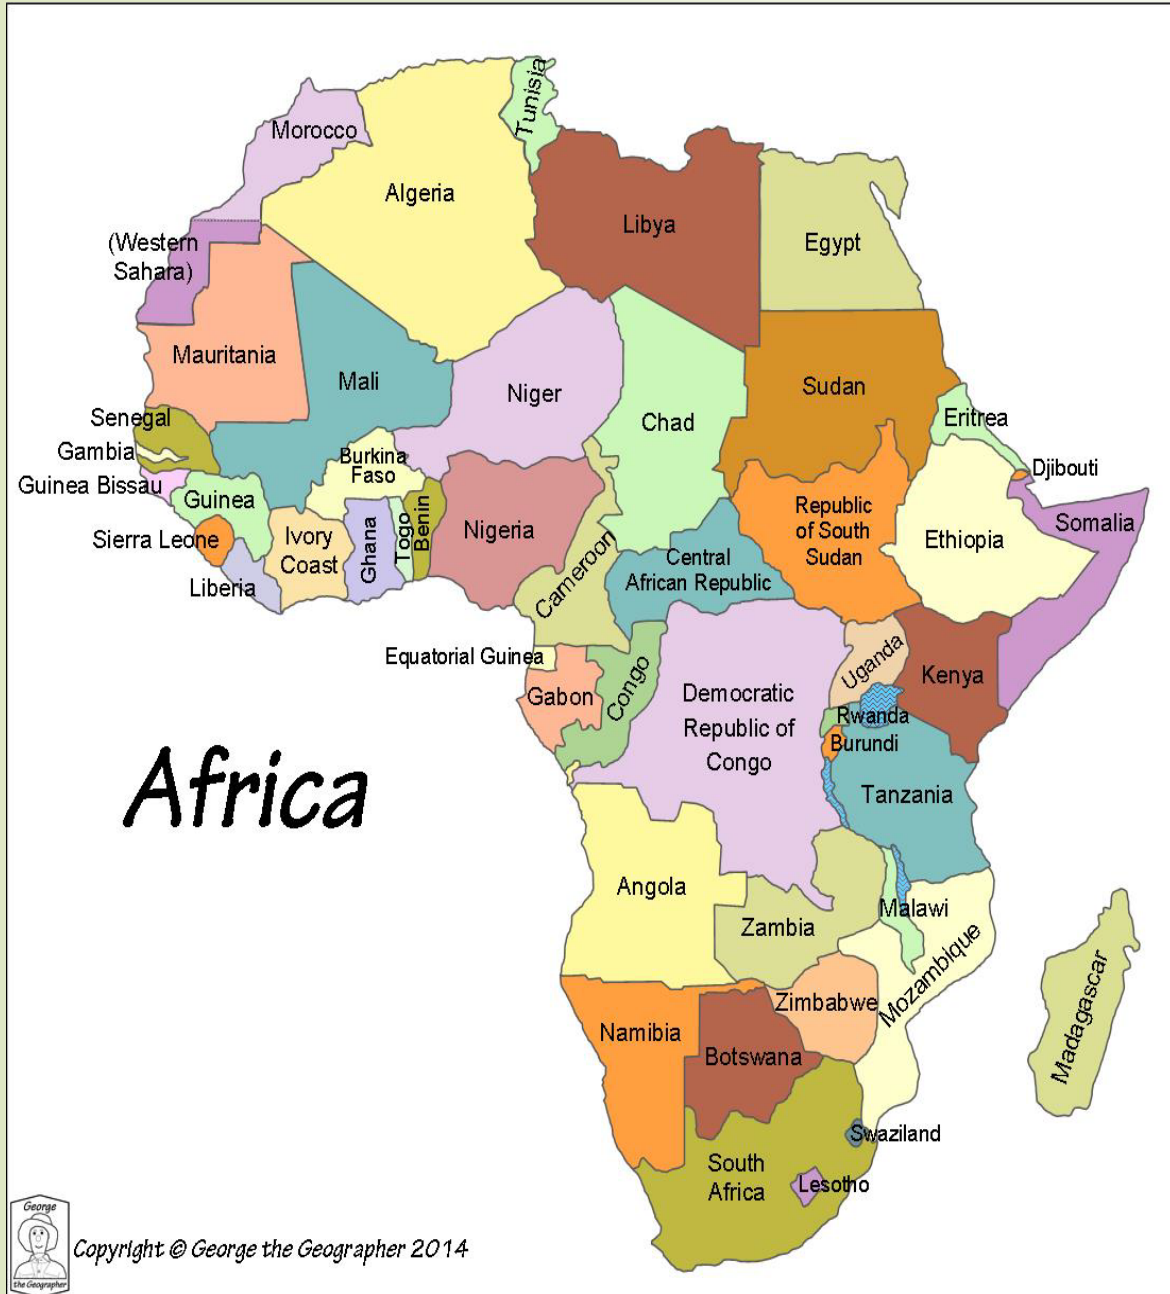 Tunisia
Morocco
Algeria
Libya
Egypt
(Western
Sahara)
Mauritania
Mali
Niger
Chad
Sudan
Eritrea
Senegal
Gambia
Guinea Bissau
Burkina
Faso
Djibouti
Guinea
Sierra Leone
Liberia
Ivory
Coast
Ghana
Togo
Benin
Nigeria
Cameroon
Central
African Republic
Republic
of South
Sudan
Ethiopia
Somalia
Equatorial Guinea
Gabon
Congo
Democratic
Republic of
Congo
Uganda
Kenya
Rwanda
Burundi
Tanzania
Africa
Angola
Zambia
Malawi
Mozambique
Madagascar
Namibia
Botswana
Zimbabwe
Swaziland
South
Africa
Lesotho
George
the Geographer
Copyright © George the Geographer 2014